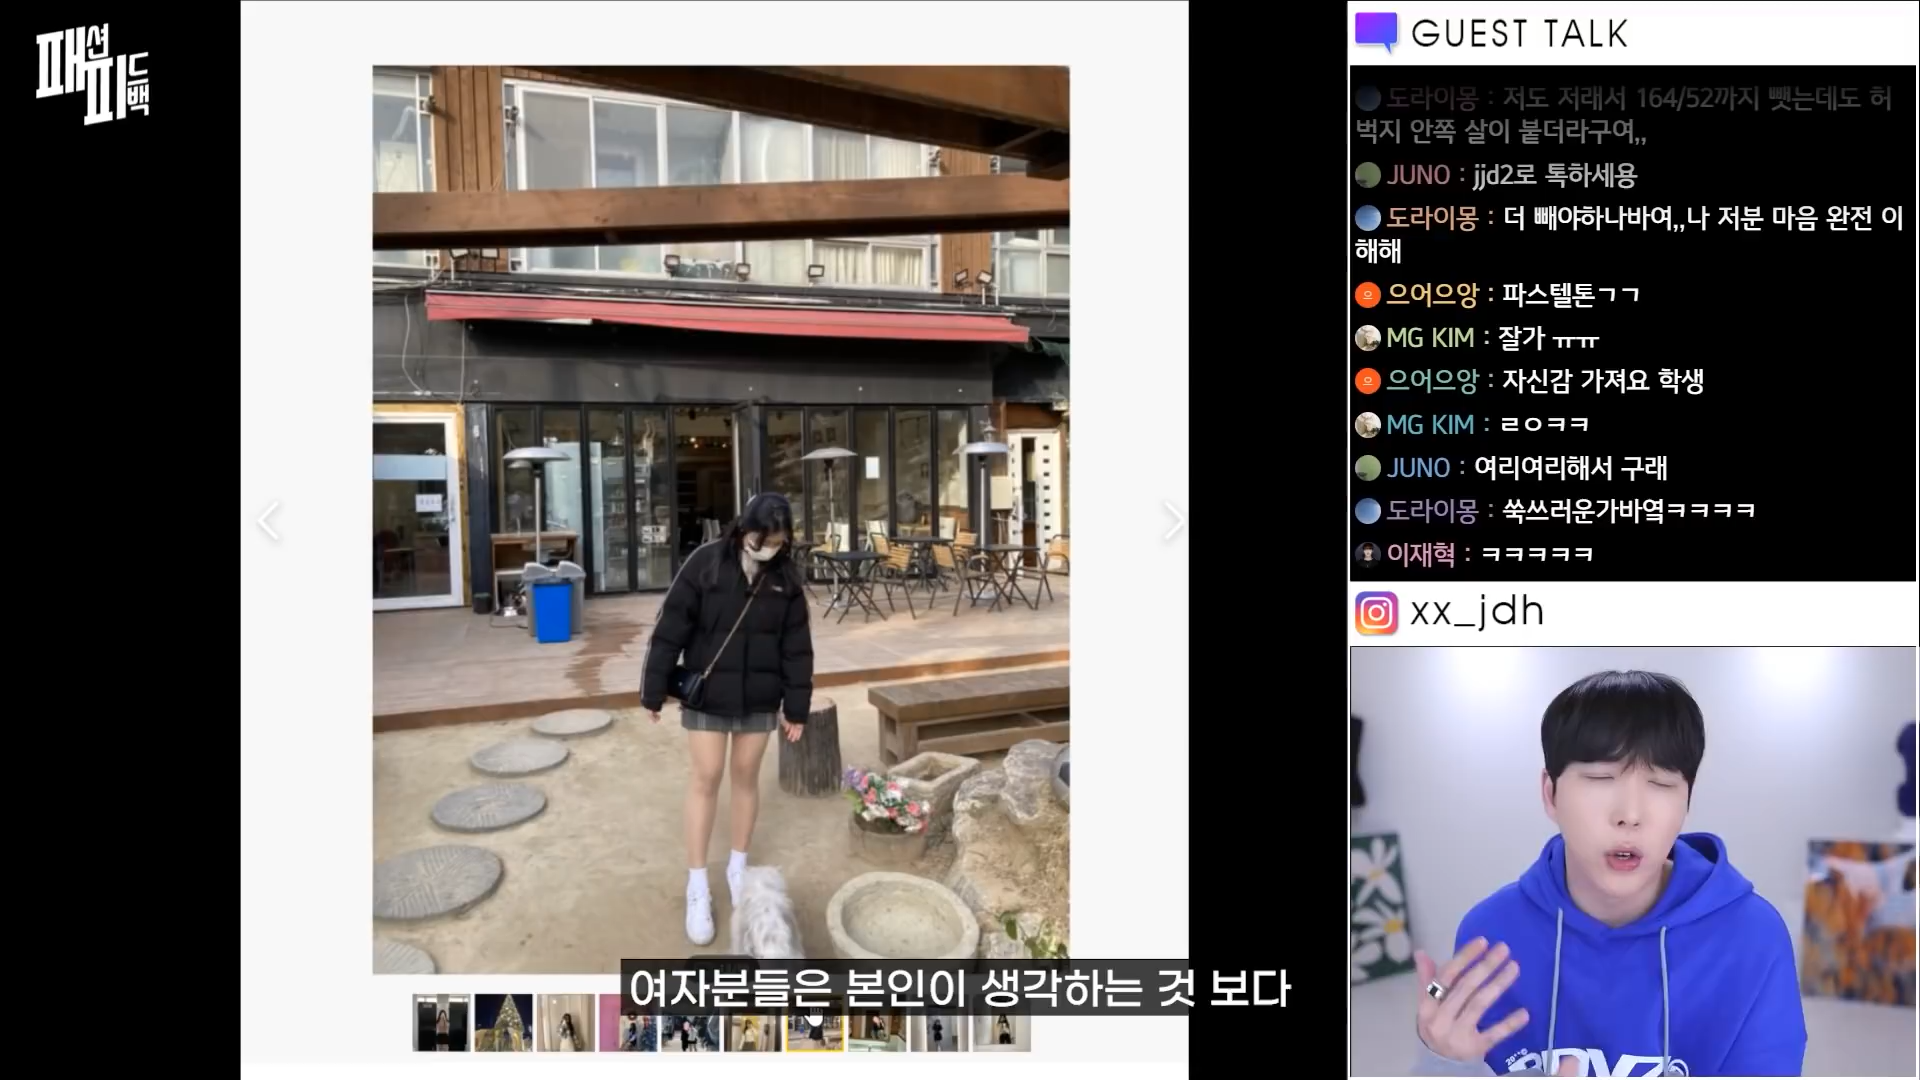 패션
피드백
GUEST TALK
도라이몽 : 저도 저래서 164/52까지 뺏는데도 허
벅지 안쪽 살이 붙더라구여,,
JUNO : jjd2로 톡하세용
도라이몽 : 더 빼야하나바여,,나 저분 마음 완전 이
해해
으 으어으앙 : 파스텔톤ㄱㄱ
MG KIM : 잘가 ㅠㅠ
으 으어으앙 : 자신감 가져요 학생
MG KIM : ㄹㅇㅋㅋ
JUNO : 여리여리해서 구래
도라이몽 : 쑥쓰러운가바옄ㅋㅋㅋㅋ
이재혁 : ㅋㅋㅋㅋㅋ
xx_jdh
여자분들은 본인이 생각하는 것 보다